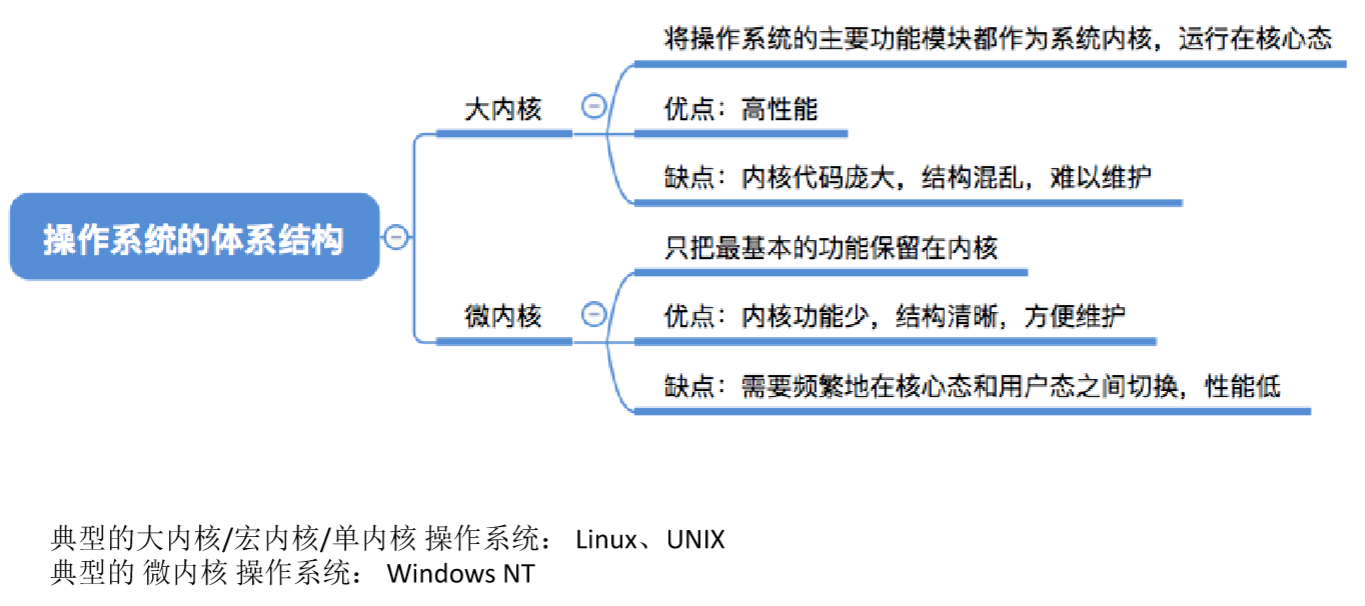 操作系统的体系结构
大内核
将操作系统的主要功能模块都作为系统内核，运行在核心态
优点：高性能
缺点：内核代码庞大，结构混乱，难以维护
微内核
只把最基本的功能保留在内核
优点：内核功能少，结构清晰，方便维护
缺点：需要频繁地在核心态和用户态之间切换，性能低
典型的大内核/宏内核/单内核 操作系统： Linux、UNIX
典型的 微内核 操作系统： Windows NT